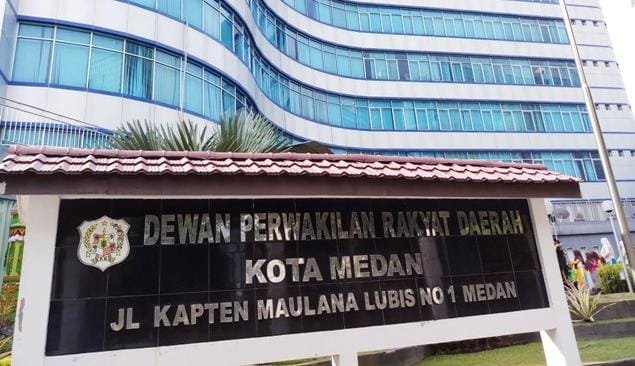 DEWAN PERWAKILAN RAKYAT DAERAH
KOTA MEDAN
JL KAPTEN MAULANA LUBIS NO 1 MEDAN